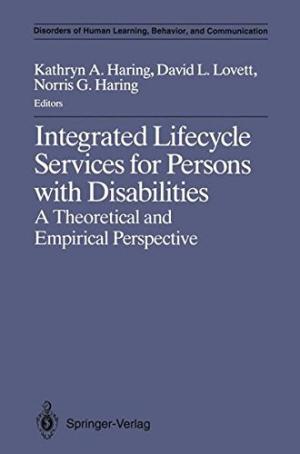 Disorders of Human Learning, Behavior, and Communication
Kathryn A. Haring, David L. Lovett,
Norris G. Haring
Editors
Integrated Lifecycle
Services for Persons
with Disabilities
A Theoretical and
Empirical Perspective
Springer-Verlag